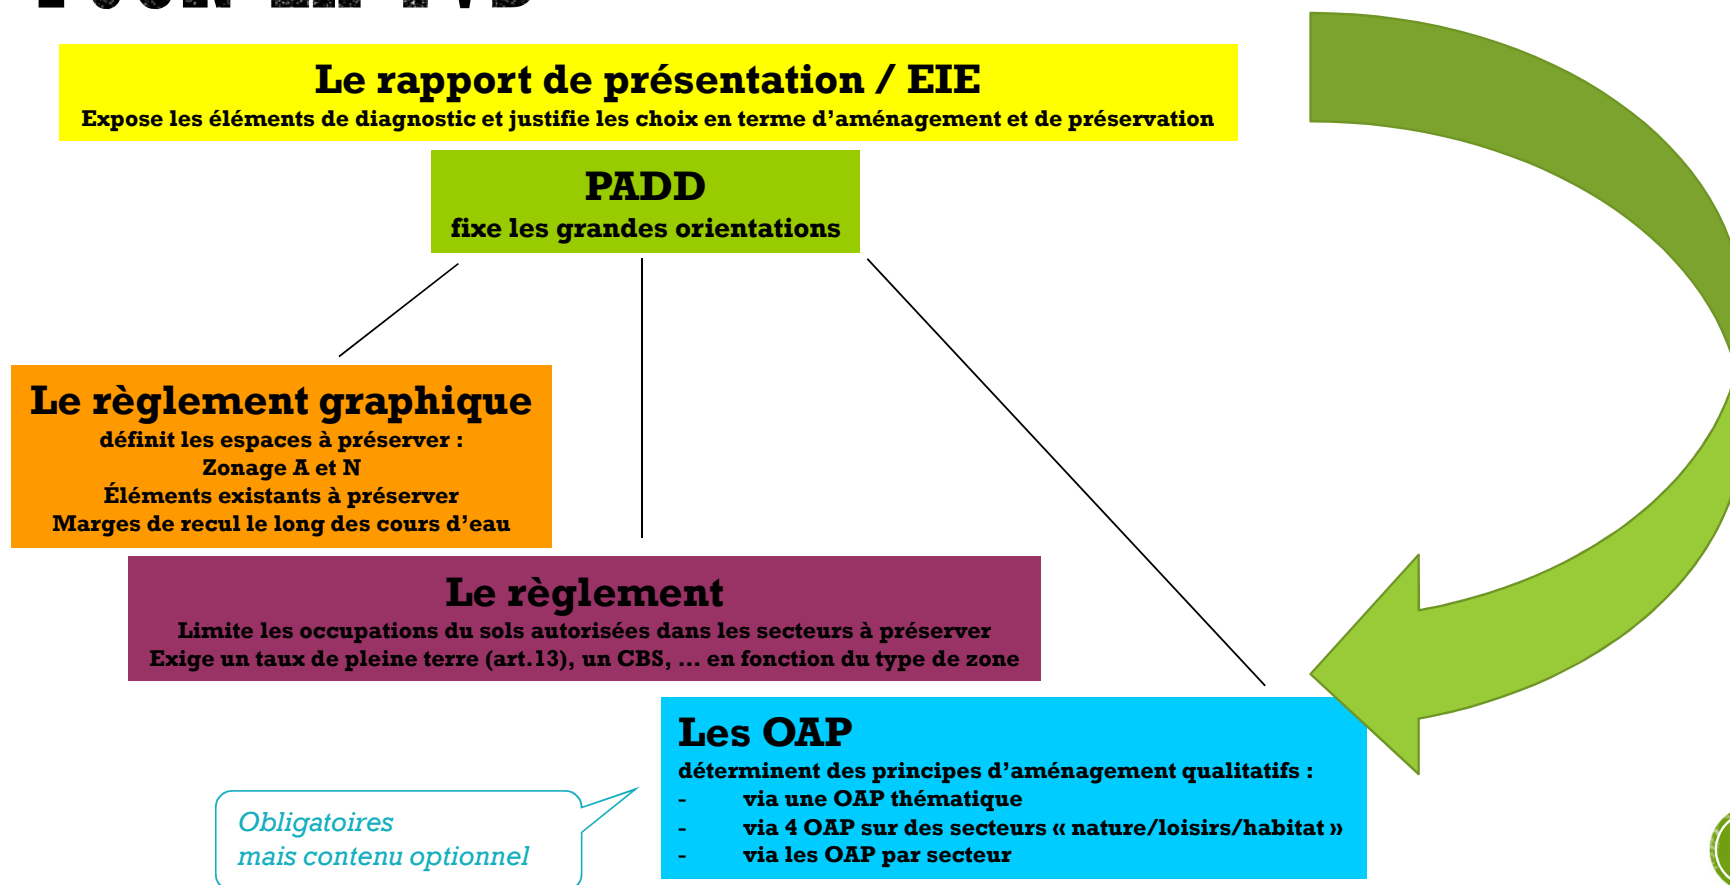 Le rapport de présentation / EIE
Expose les éléments de diagnostic et justifie les choix en terme d’aménagement et de préservation
PADD
fixe les grandes orientations
Le règlement graphique
définit les espaces à préserver :
Zonage A et N
Éléments existants à préserver
Marges de recul le long des cours d’eau
Le règlement
Limite les occupations du sols autorisées dans les secteurs à préserver
Exige un taux de pleine terre (art.13), un CBS, … en fonction du type de zone
Les OAP
déterminent des principes d’aménagement qualitatifs :
- via une OAP thématique
- via 4 OAP sur des secteurs « nature/loisirs/habitat »
- via les OAP par secteur
Obligatoires
mais contenu optionnel